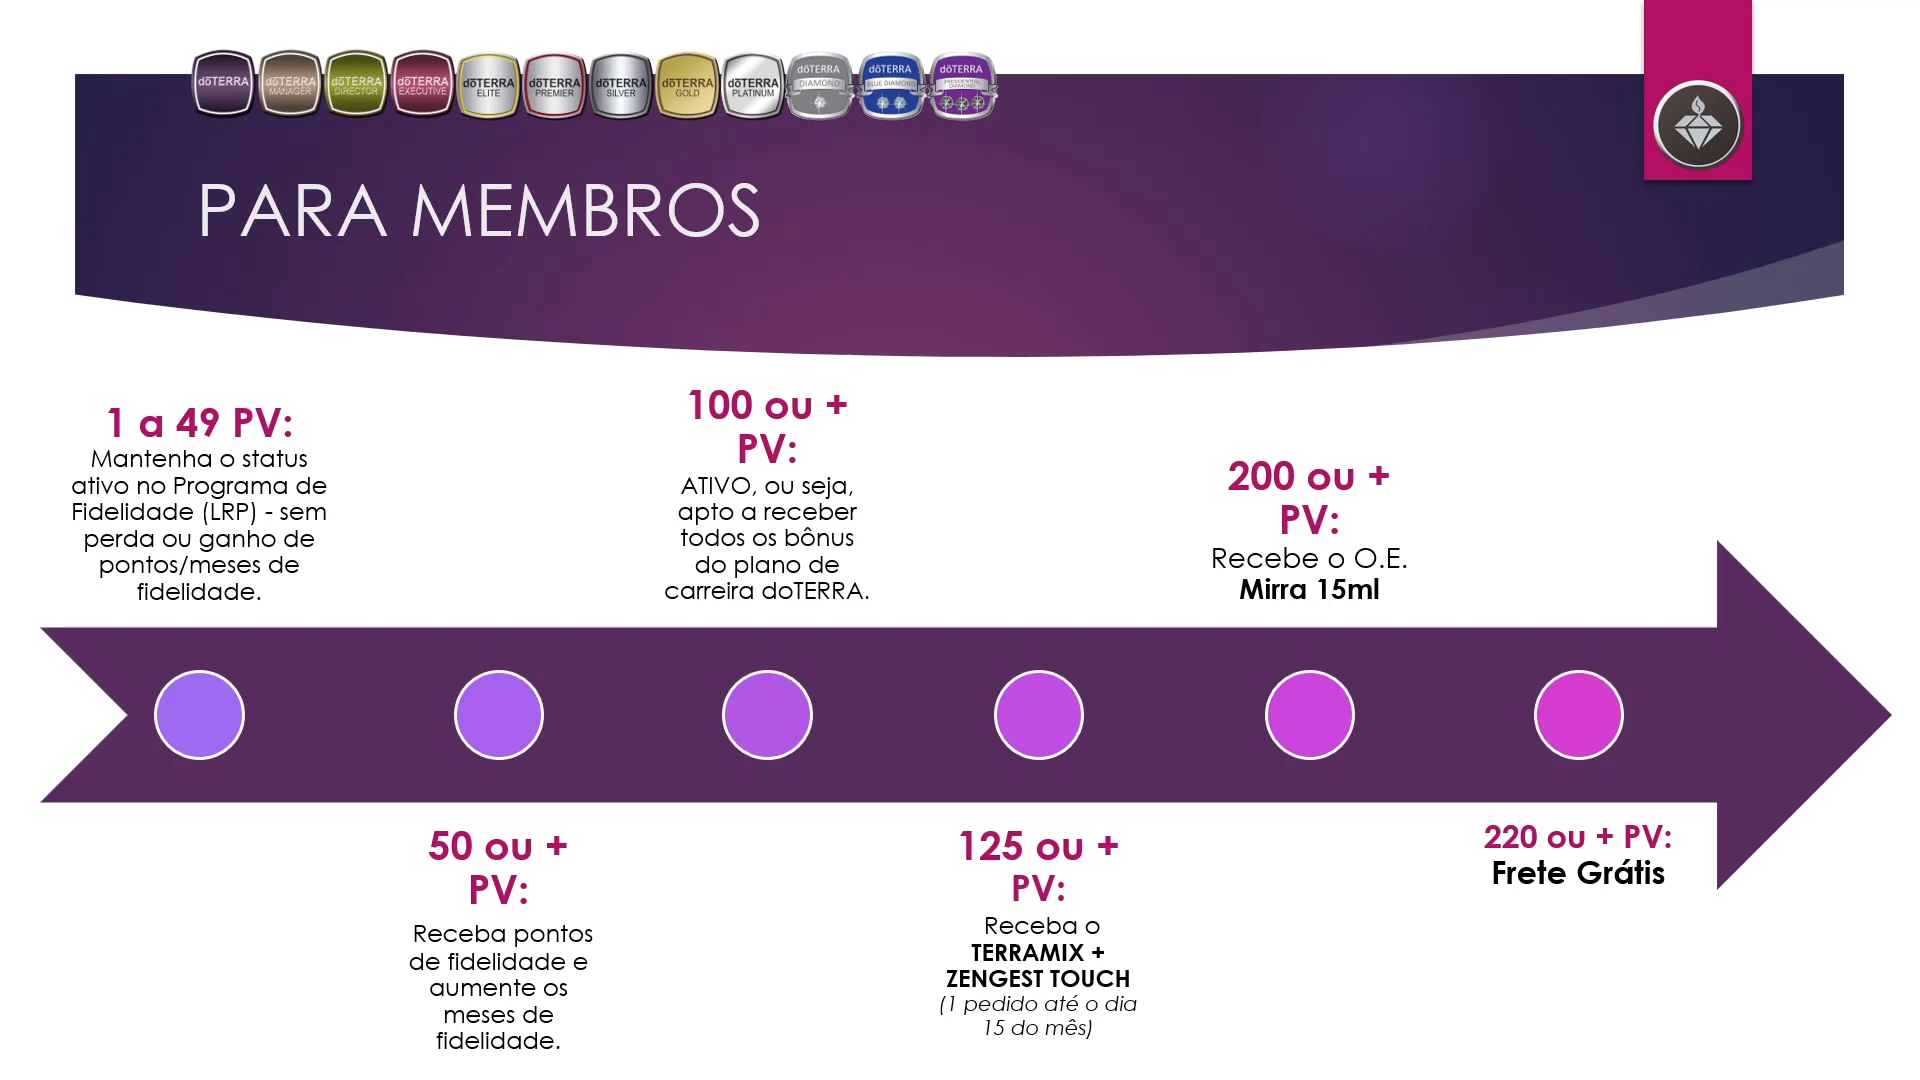 dōTERRA
dōTERRA
MANAGER
dōTERRA
DIRECTOR
dōTERRA
EXECUTIVE
dōTERRA
ELITE
dōTERRA
PREMIER
dōTERRA
SILVER
dōTERRA
GOLD
dōTERRA
PLATINUM
dōTERRA
DIAMOND
dōTERRA
BLUE DIAMOND
dōTERRA
PRESIDENTIAL
DIAMOND
PARA MEMBROS
1 a 49 PV:
Mantenha o status
ativo no Programa de
Fidelidade (LRP) - sem
perda ou ganho de
pontos/meses de
fidelidade.
50 ou +
PV:
Receba pontos
de fidelidade e
aumente os
meses de
fidelidade.
100 ou +
PV:
ATIVO, ou seja,
apto a receber
todos os bônus
do plano de
carreira doTERRA.
125 ou +
PV:
Receba o
TERRAMIX +
ZENGEST TOUCH
(1 pedido até o dia
15 do mês)
200 ou +
PV:
Recebe o O.E.
Mirra 15ml
220 ou + PV:
Frete Grátis